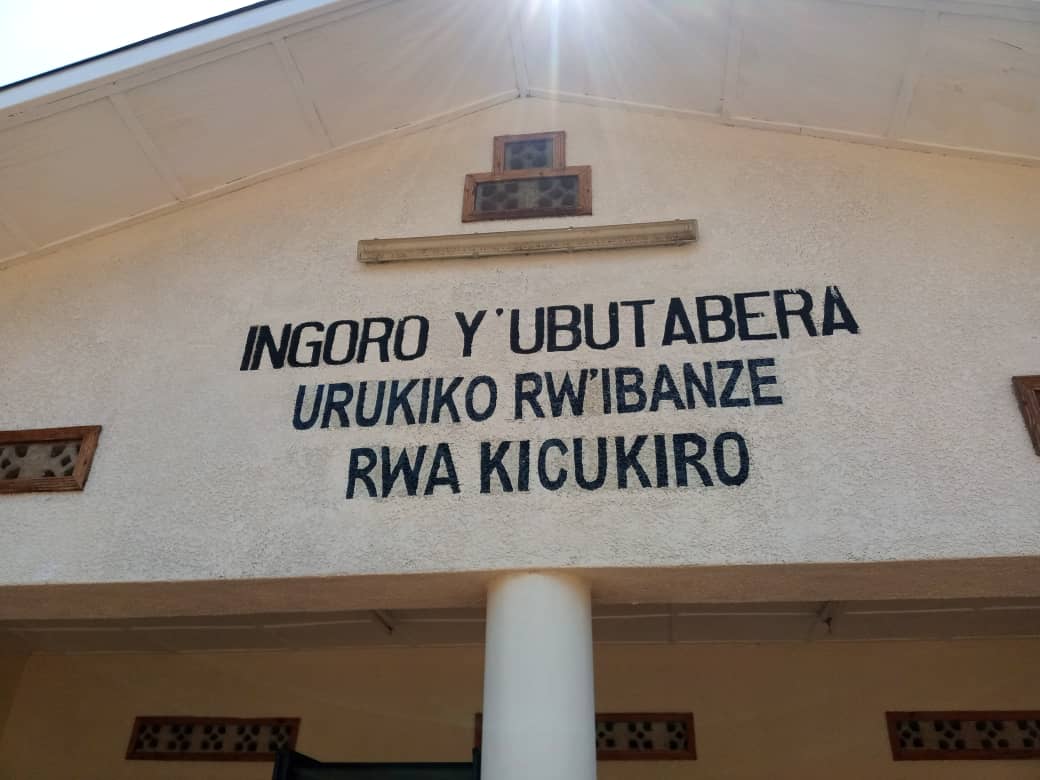 INGORO Y'UBUTABERA
URUKIKO RW'IBANZE
RWA KICUKIRO